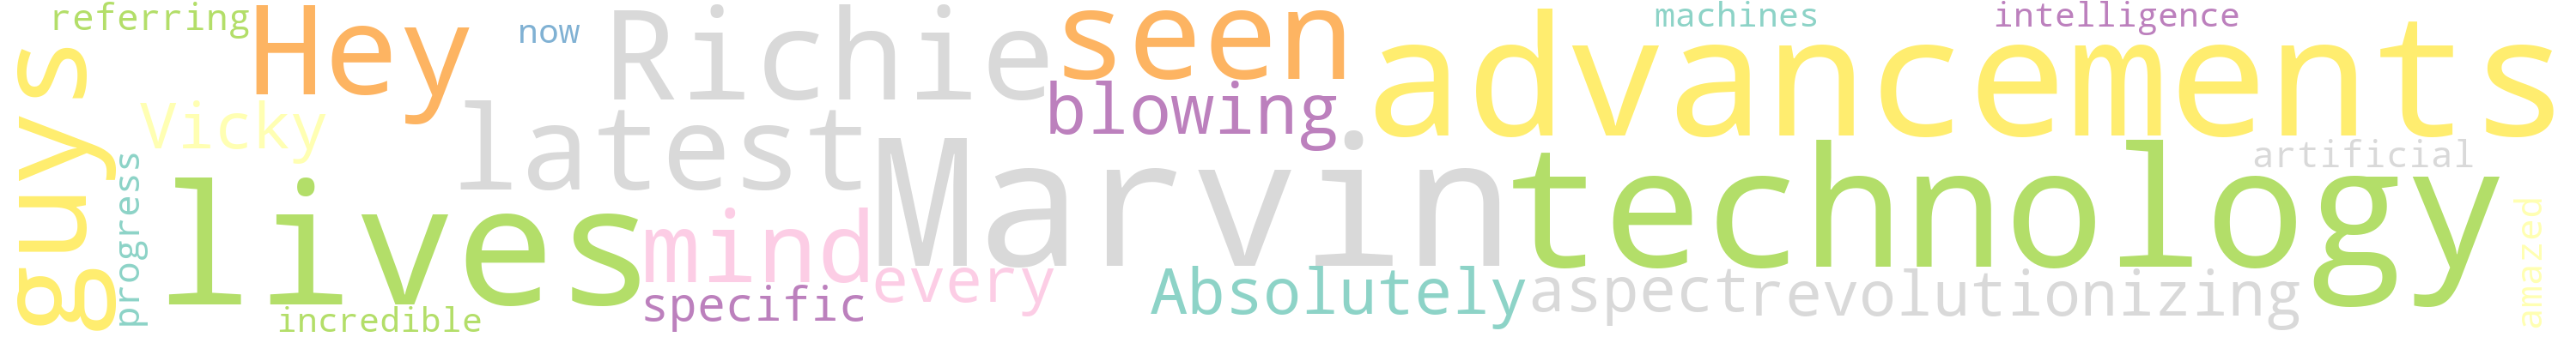 referring
Hey
now
Richie
seen
advancements
machines
intelligence
guys
Vicky
latest
blowing
Marvin
technology
artificial
progress
lives
mind
every
specific
incredible
Absolutely
aspect
revolutionizing
amazed